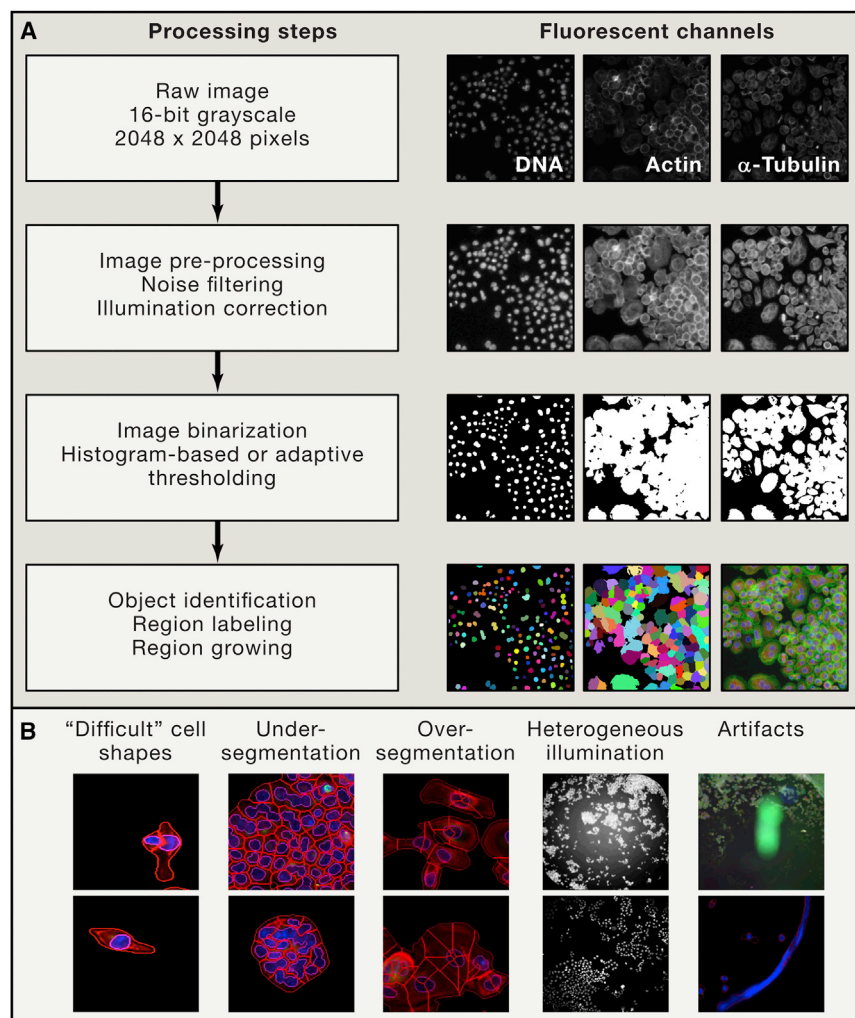 A
Processing steps
Fluorescent channels
Raw image
16-bit grayscale
2048 x 2048 pixels
DNA
Actin
α-Tubulin
Image pre-processing
Noise filtering
Illumination correction
Image binarization
Histogram-based or adaptive
thresholding
Object identification
Region labeling
Region growing
B
“Difficult” cell
shapes
Under-
segmentation
Over-
segmentation
Heterogeneous
illumination
Artifacts